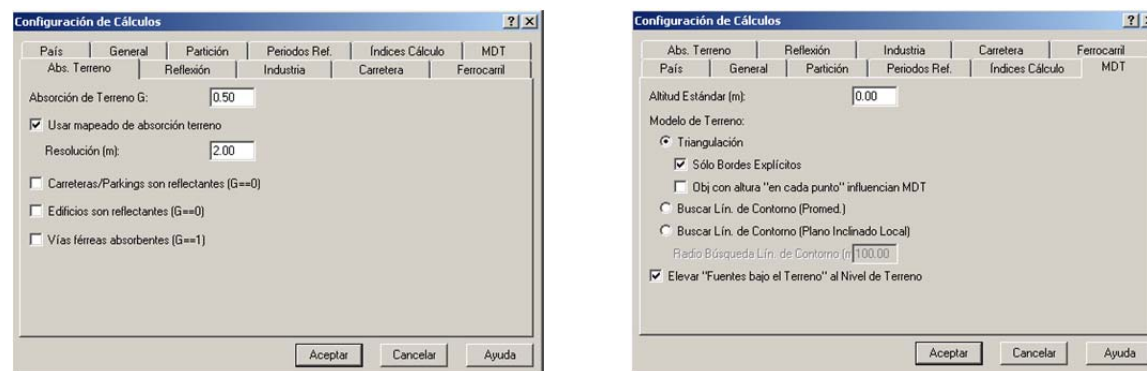 Configuración de Cálculos
País General Partición Periodos Ref. Índices Cálculo MDT
Abs. Terreno Reflexión Industria Carretera Ferrocarril
Absorción de Terreno G: 0.50
Usar mapeado de absorción terreno
Resolución (m): 2.00
Carreteras/Parkings son reflectantes (G==0)
Edificios son reflectantes (G==0)
Vías férreas absorbentes (G==1)
Aceptar Cancelar Ayuda
Configuración de Cálculos
Abs. Terreno Reflexión Industria Carretera Ferrocarril
País General Partición Periodos Ref. Índices Cálculo MDT
Altitud Estándar (m): 0.00
Modelo de Terreno:
Triangulación
Sólo Bordes Explícitos
Obj con altura "en cada punto" influencian MDT
Buscar Lín. de Contorno (Promed.)
Buscar Lín. de Contorno (Plano Inclinado Local)
Radio Búsqueda Lín. de Contorno (m 100.00
Elevar "Fuentes bajo el Terreno" al Nivel de Terreno
Aceptar Cancelar Ayuda